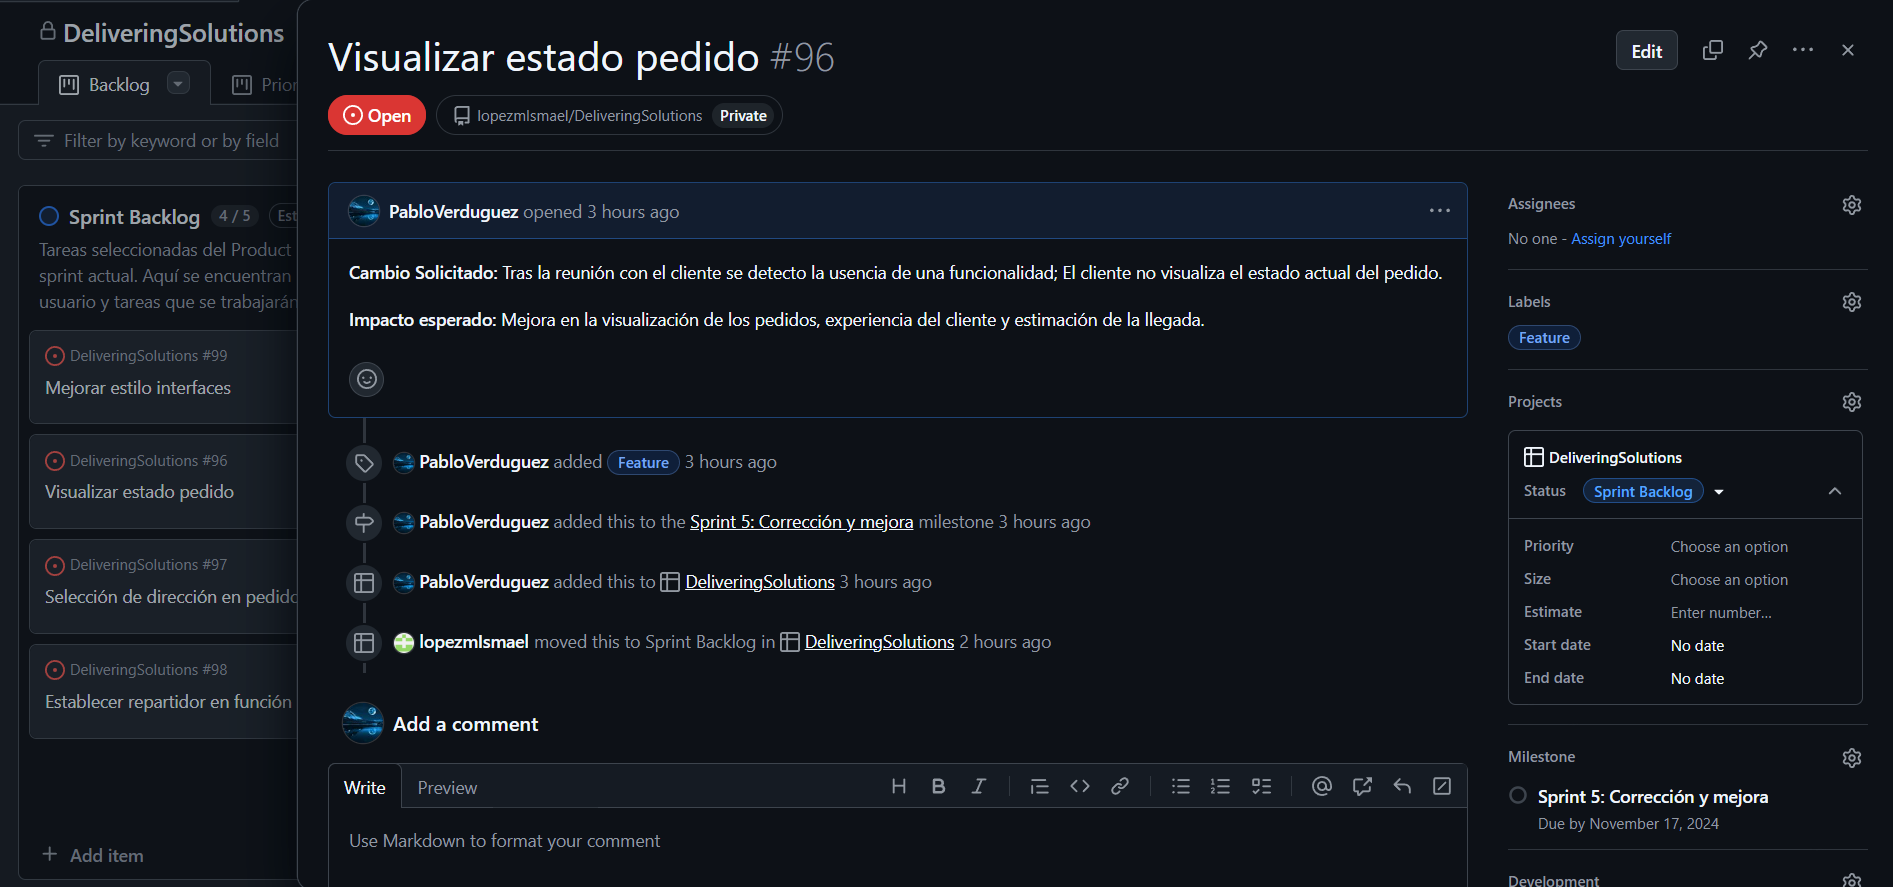 DeliveringSolutions
Backlog
Prior
Filter by keyword or by field
Sprint Backlog 4 / 5 Est
Tareas seleccionadas del Product
sprint actual. Aquí se encuentran
usuario y tareas que se trabajarán
DeliveringSolutions #99
Mejorar estilo interfaces
DeliveringSolutions #96
Visualizar estado pedido
DeliveringSolutions #97
Selección de dirección en pedido
DeliveringSolutions #98
Establecer repartidor en función
Add item
Visualizar estado pedido #96
Edit
Open
lopezmIsmael/DeliveringSolutions Private
PabloVerduguez opened 3 hours ago
Cambio Solicitado: Tras la reunión con el cliente se detecto la usencia de una funcionalidad; El cliente no visualiza el estado actual del pedido.
Impacto esperado: Mejora en la visualización de los pedidos, experiencia del cliente y estimación de la llegada.
PabloVerduguez added Feature 3 hours ago
PabloVerduguez added this to the Sprint 5: Corrección y mejora milestone 3 hours ago
PabloVerduguez added this to DeliveringSolutions 3 hours ago
lopezmIsmael moved this to Sprint Backlog in DeliveringSolutions 2 hours ago
Add a comment
Write
Preview
Use Markdown to format your comment
Assignees
No one - Assign yourself
Labels
Feature
Projects
DeliveringSolutions
Status Sprint Backlog
Priority Choose an option
Size Choose an option
Estimate Enter number...
Start date No date
End date No date
Milestone
Sprint 5: Corrección y mejora
Due by November 17, 2024
Development